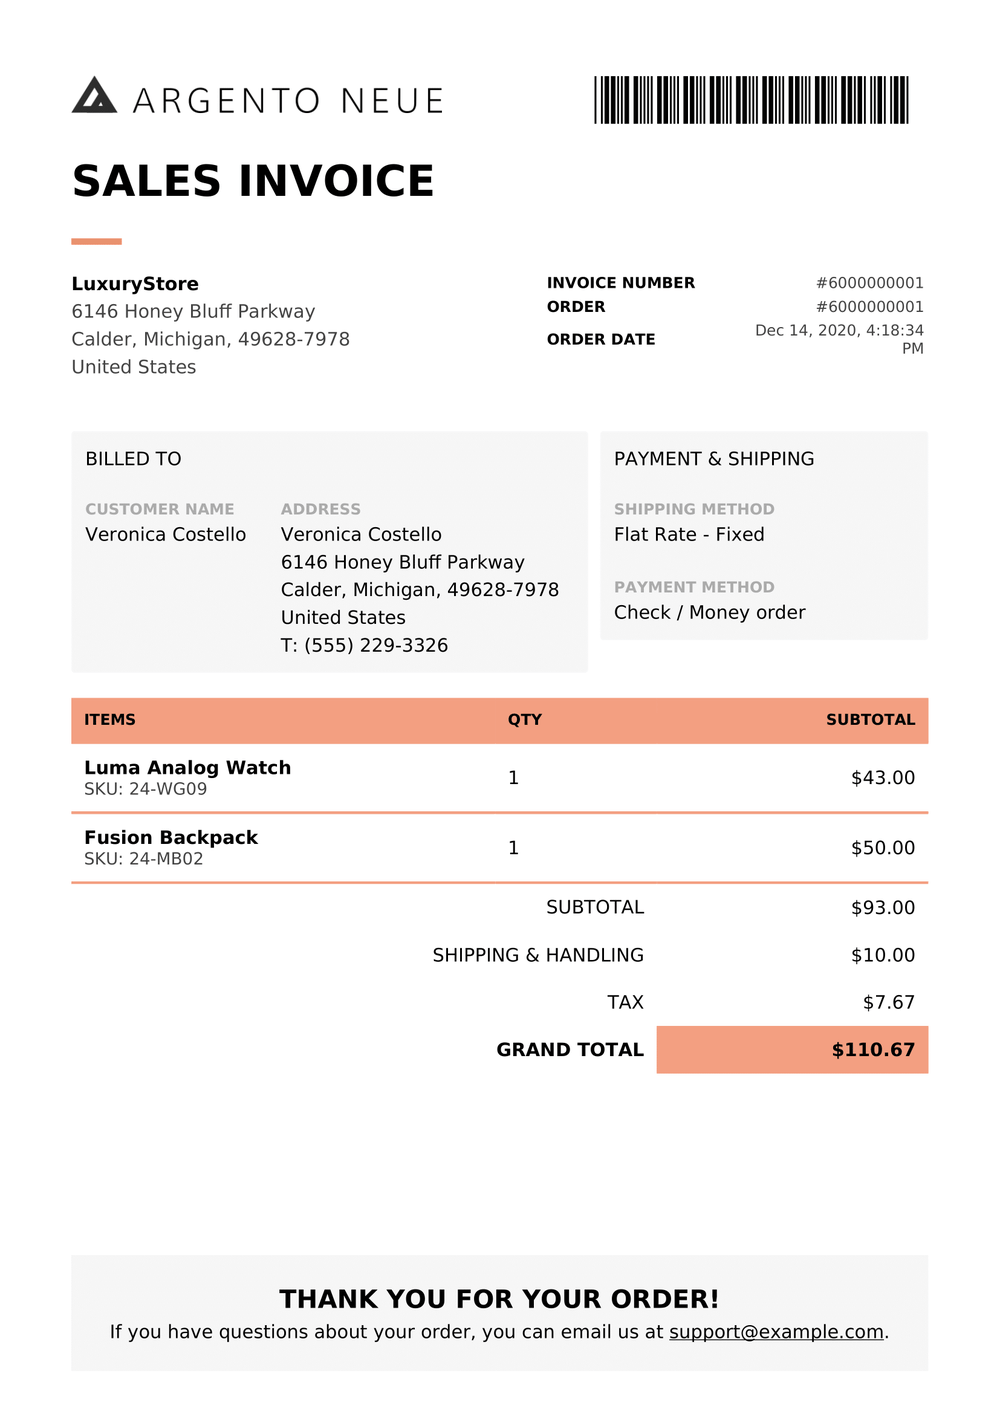 ARGENTO NEUE
SALES INVOICE
LuxuryStore
6146 Honey Bluff Parkway
Calder, Michigan, 49628-7978
United States
INVOICE NUMBER #6000000001
ORDER #6000000001
ORDER DATE Dec 14, 2020, 4:18:34
PM
BILLED TO
CUSTOMER NAME
Veronica Costello
ADDRESS
Veronica Costello
6146 Honey Bluff Parkway
Calder, Michigan, 49628-7978
United States
T: (555) 229-3326
PAYMENT & SHIPPING
SHIPPING METHOD
Flat Rate - Fixed
PAYMENT METHOD
Check / Money order
ITEMS QTY SUBTOTAL
Luma Analog Watch 1 $43.00
SKU: 24-WG09
Fusion Backpack 1 $50.00
SKU: 24-MB02
SUBTOTAL $93.00
SHIPPING & HANDLING $10.00
TAX $7.67
GRAND TOTAL $110.67
THANK YOU FOR YOUR ORDER!
If you have questions about your order, you can email us at support@example.com.